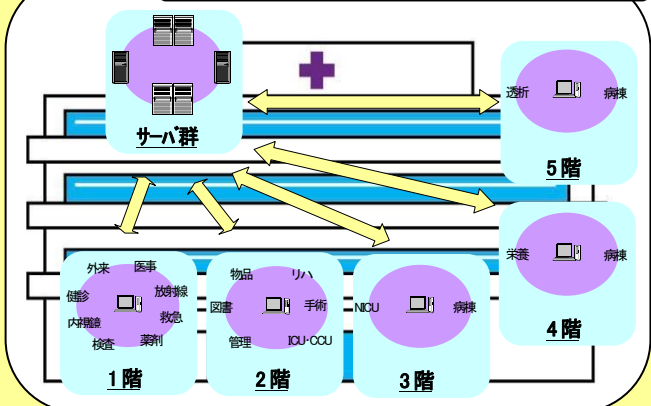 サーバ群
透析
病棟
5階
栄養
病棟
4階
外来
医事
健診
放射線
内視鏡
救急
検査
薬剤
1階
物品
リハ
図書
手術
管理
ICU・CCU
2階
NICU
病棟
3階